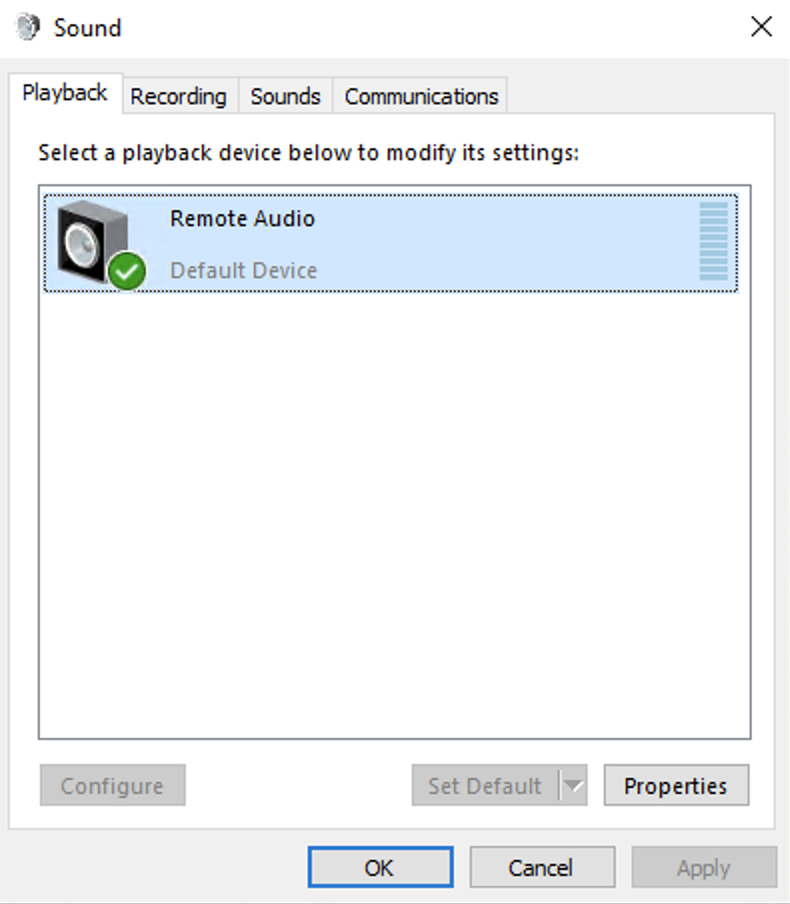 Sound
Playback Recording Sounds Communications
Select a playback device below to modify its settings:
Remote Audio
Default Device
Configure Set Default Properties
OK Cancel Apply